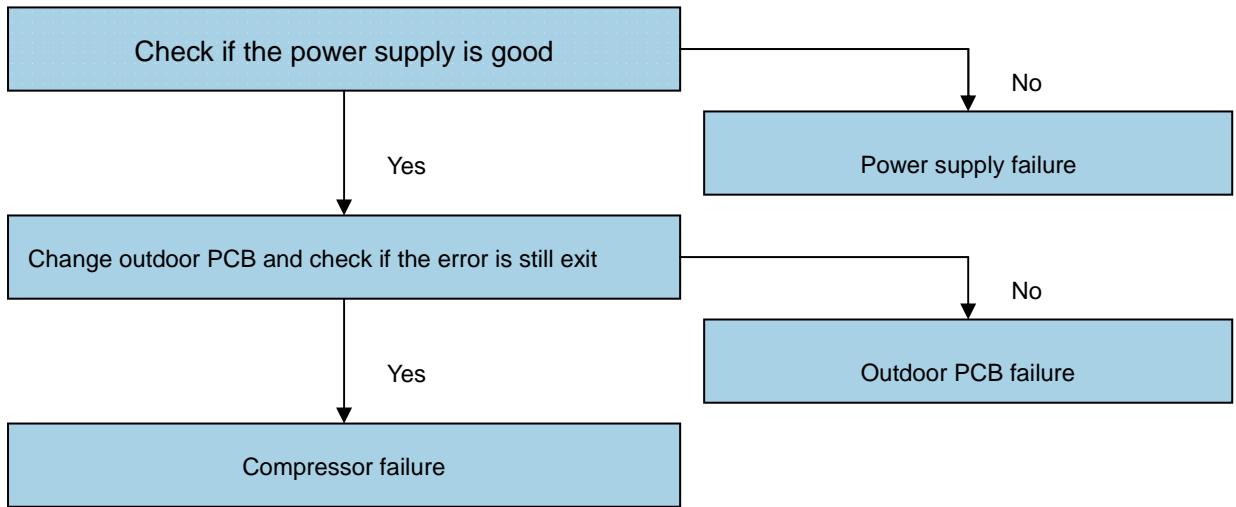 Check if the power supply is good
No
Power supply failure
Yes
Change outdoor PCB and check if the error is still exit
No
Outdoor PCB failure
Yes
Compressor failure